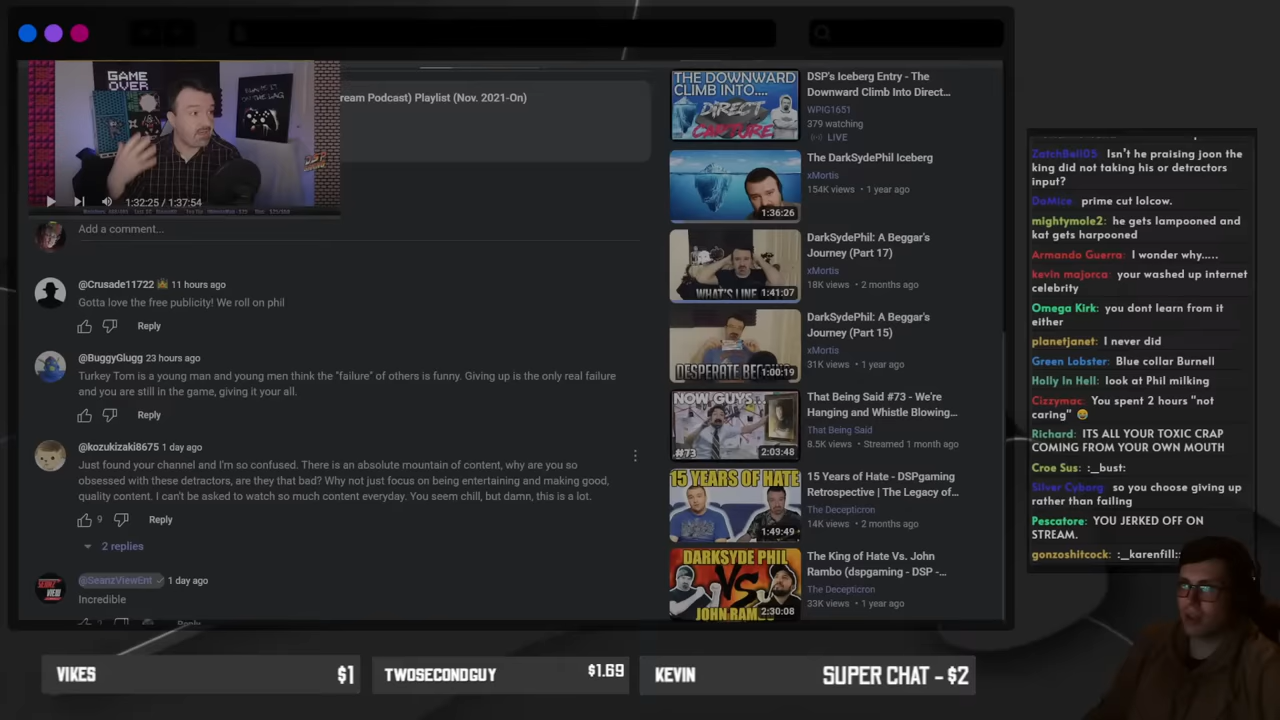 GAME
OVER
ream Podcast) Playlist (Nov. 2021-On)
1:32:25 / 1:37:54
Add a comment...
@Crusade11722 11 hours ago
Gotta love the free publicity! We roll on phil
Reply
@BuggyGlugg 23 hours ago
Turkey Tom is a young man and young men think the "failure" of others is funny. Giving up is the only real failure
and you are still in the game, giving it your all.
Reply
@kozukizaki8675 1 day ago
Just found your channel and I'm so confused. There is an absolute mountain of content, why are you so
obsessed with these detractors, are they that bad? Why not just focus on being entertaining and making good,
quality content. I can't be asked to watch so much content everyday. You seem chill, but damn, this is a lot.
9 Reply
2 replies
@SeanzViewEnt 1 day ago
Incredible
THE DOWNWARD
CLIMB INTO....
DIRECT
CAPTURE
DSP's Iceberg Entry - The
Downward Climb Into Direct...
WPIG1651
379 watching
LIVE
1:36:26
The DarkSydePhil Iceberg
xMortis
154K views • 1 year ago
WHAT'S LINE
1:41:07
DarkSydePhil: A Beggar's
Journey (Part 17)
xMortis
18K views • 2 months ago
DESPERATE BEG
1:00:19
DarkSydePhil: A Beggar's
Journey (Part 15)
xMortis
31K views • 1 year ago
NOW GUYS...
#73
2:03:48
That Being Said #73 - We're
Hanging and Whistle Blowing...
That Being Said
8.5K views • Streamed 1 month ago
15 YEARS OF HATE
1:49:49
15 Years of Hate - DSPgaming
Retrospective | The Legacy of...
The Decepticron
14K views • 2 months ago
DARKSYDE PHIL
VS
JOHN RAMBO
2:30:08
The King of Hate Vs. John
Rambo (dspgaming - DSP -...
The Decepticron
33K views • 1 year ago
ZatchBell05: Isn't he praising joon the
king did not taking his or detractors
input?
DaMice: prime cut lolcow.
mightymole2: he gets lampooned and
kat gets harpooned
Armando Guerra: I wonder why.....
kevin majorca: your washed up internet
celebrity
Omega Kirk: you dont learn from it
either
planetjanet: I never did
Green Lobster: Blue collar Burnell
Holly In Hell: look at Phil milking
Cizzymac: You spent 2 hours "not
caring" 😂
Richard: ITS ALL YOUR TOXIC CRAP
COMING FROM YOUR OWN MOUTH
Croe Sus: :_bust:
Silver Cyborg: so you choose giving up
rather than failing
Pescatore: YOU JERKED OFF ON
STREAM.
gonzoshitcock: :_karenfill::
VIKES $1
TWOSECONDGUY $1.69
KEVIN SUPER CHAT - $2